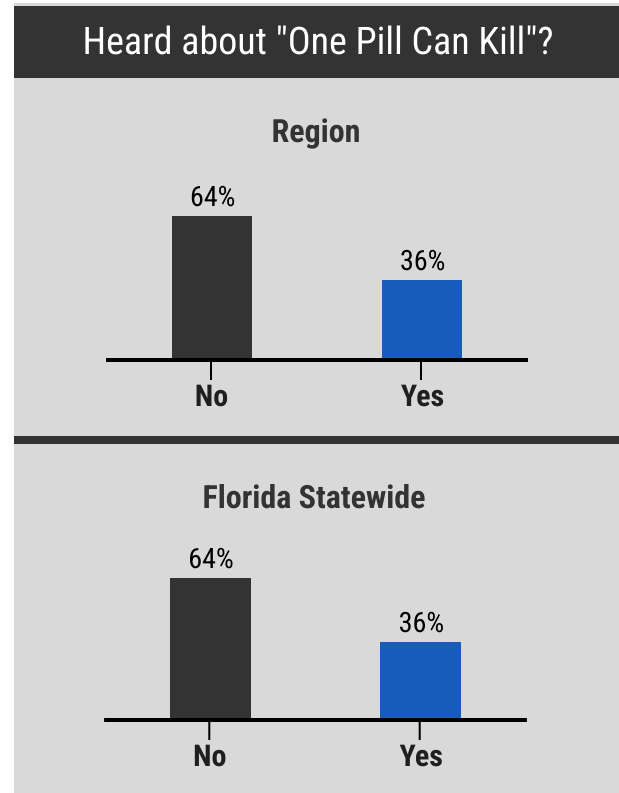 Heard about "One Pill Can Kill"?
Region
64%
36%
No
Yes
Florida Statewide
64%
36%
No
Yes